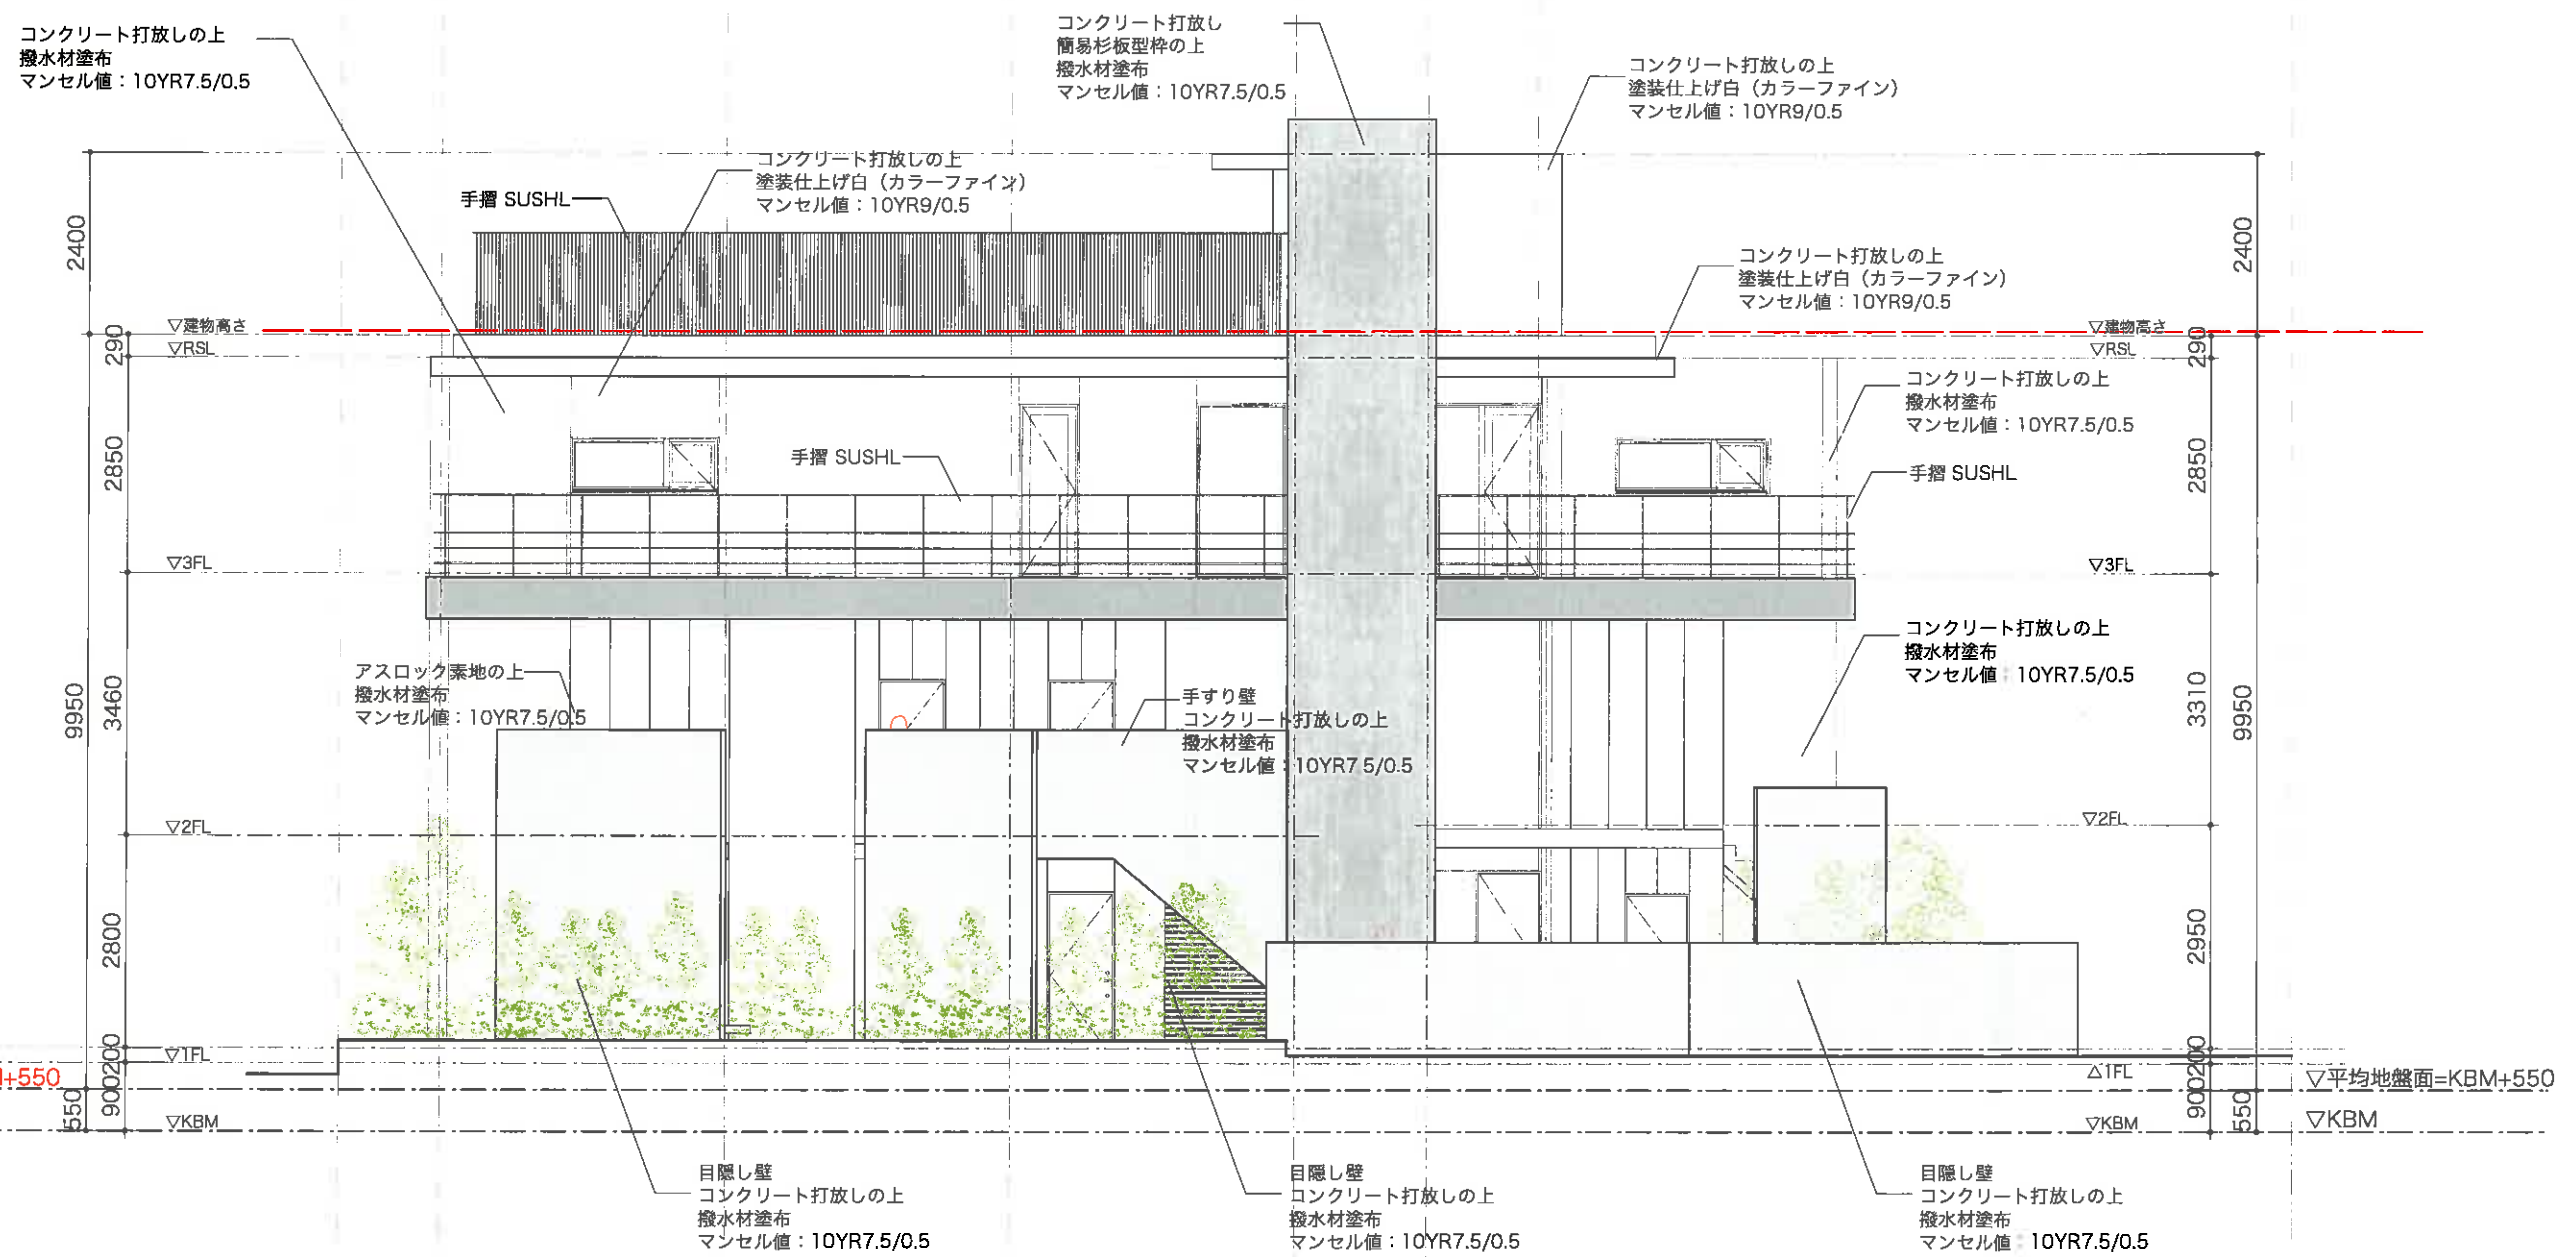 コンクリート打放しの上
撥水材塗布
マンセル値：10YR7.5/0.5
コンクリート打放し
簡易杉板型枠の上
撥水材塗布
マンセル値：10YR7.5/0.5
コンクリート打放しの上
塗装仕上げ白（カラーファイン）
マンセル値：10YR9/0.5
コンクリート打放しの上
塗装仕上げ白（カラーファイン）
マンセル値：10YR9/0.5
手摺 SUSHL
コンクリート打放しの上
塗装仕上げ白（カラーファイン）
マンセル値：10YR9/0.5
2400
2400
▽建物高さ
▽建物高さ
290
290
▽RSL
▽RSL
コンクリート打放しの上
撥水材塗布
マンセル値：10YR7.5/0.5
2850
2850
手摺 SUSHL
手摺 SUSHL
▽3FL
▽3FL
コンクリート打放しの上
撥水材塗布
マンセル値：10YR7.5/0.5
アスロック素地の上
撥水材塗布
マンセル値：10YR7.5/0.5
手すり壁
コンクリート打放しの上
撥水材塗布
マンセル値：10YR7 5/0.5
9950
3460
3310
9950
▽2FL
▽2FL
2800
2950
200
200
▽1FL
△1FL
+550
▽平均地盤面=KBM+550
900
900
550
550
▽KBM
▽KBM
▽KBM
目隠し壁
コンクリート打放しの上
撥水材塗布
マンセル値：10YR7.5/0.5
目隠し壁
コンクリート打放しの上
撥水材塗布
マンセル値：10YR7.5/0.5
目隠し壁
コンクリート打放しの上
撥水材塗布
マンセル値：10YR7.5/0.5